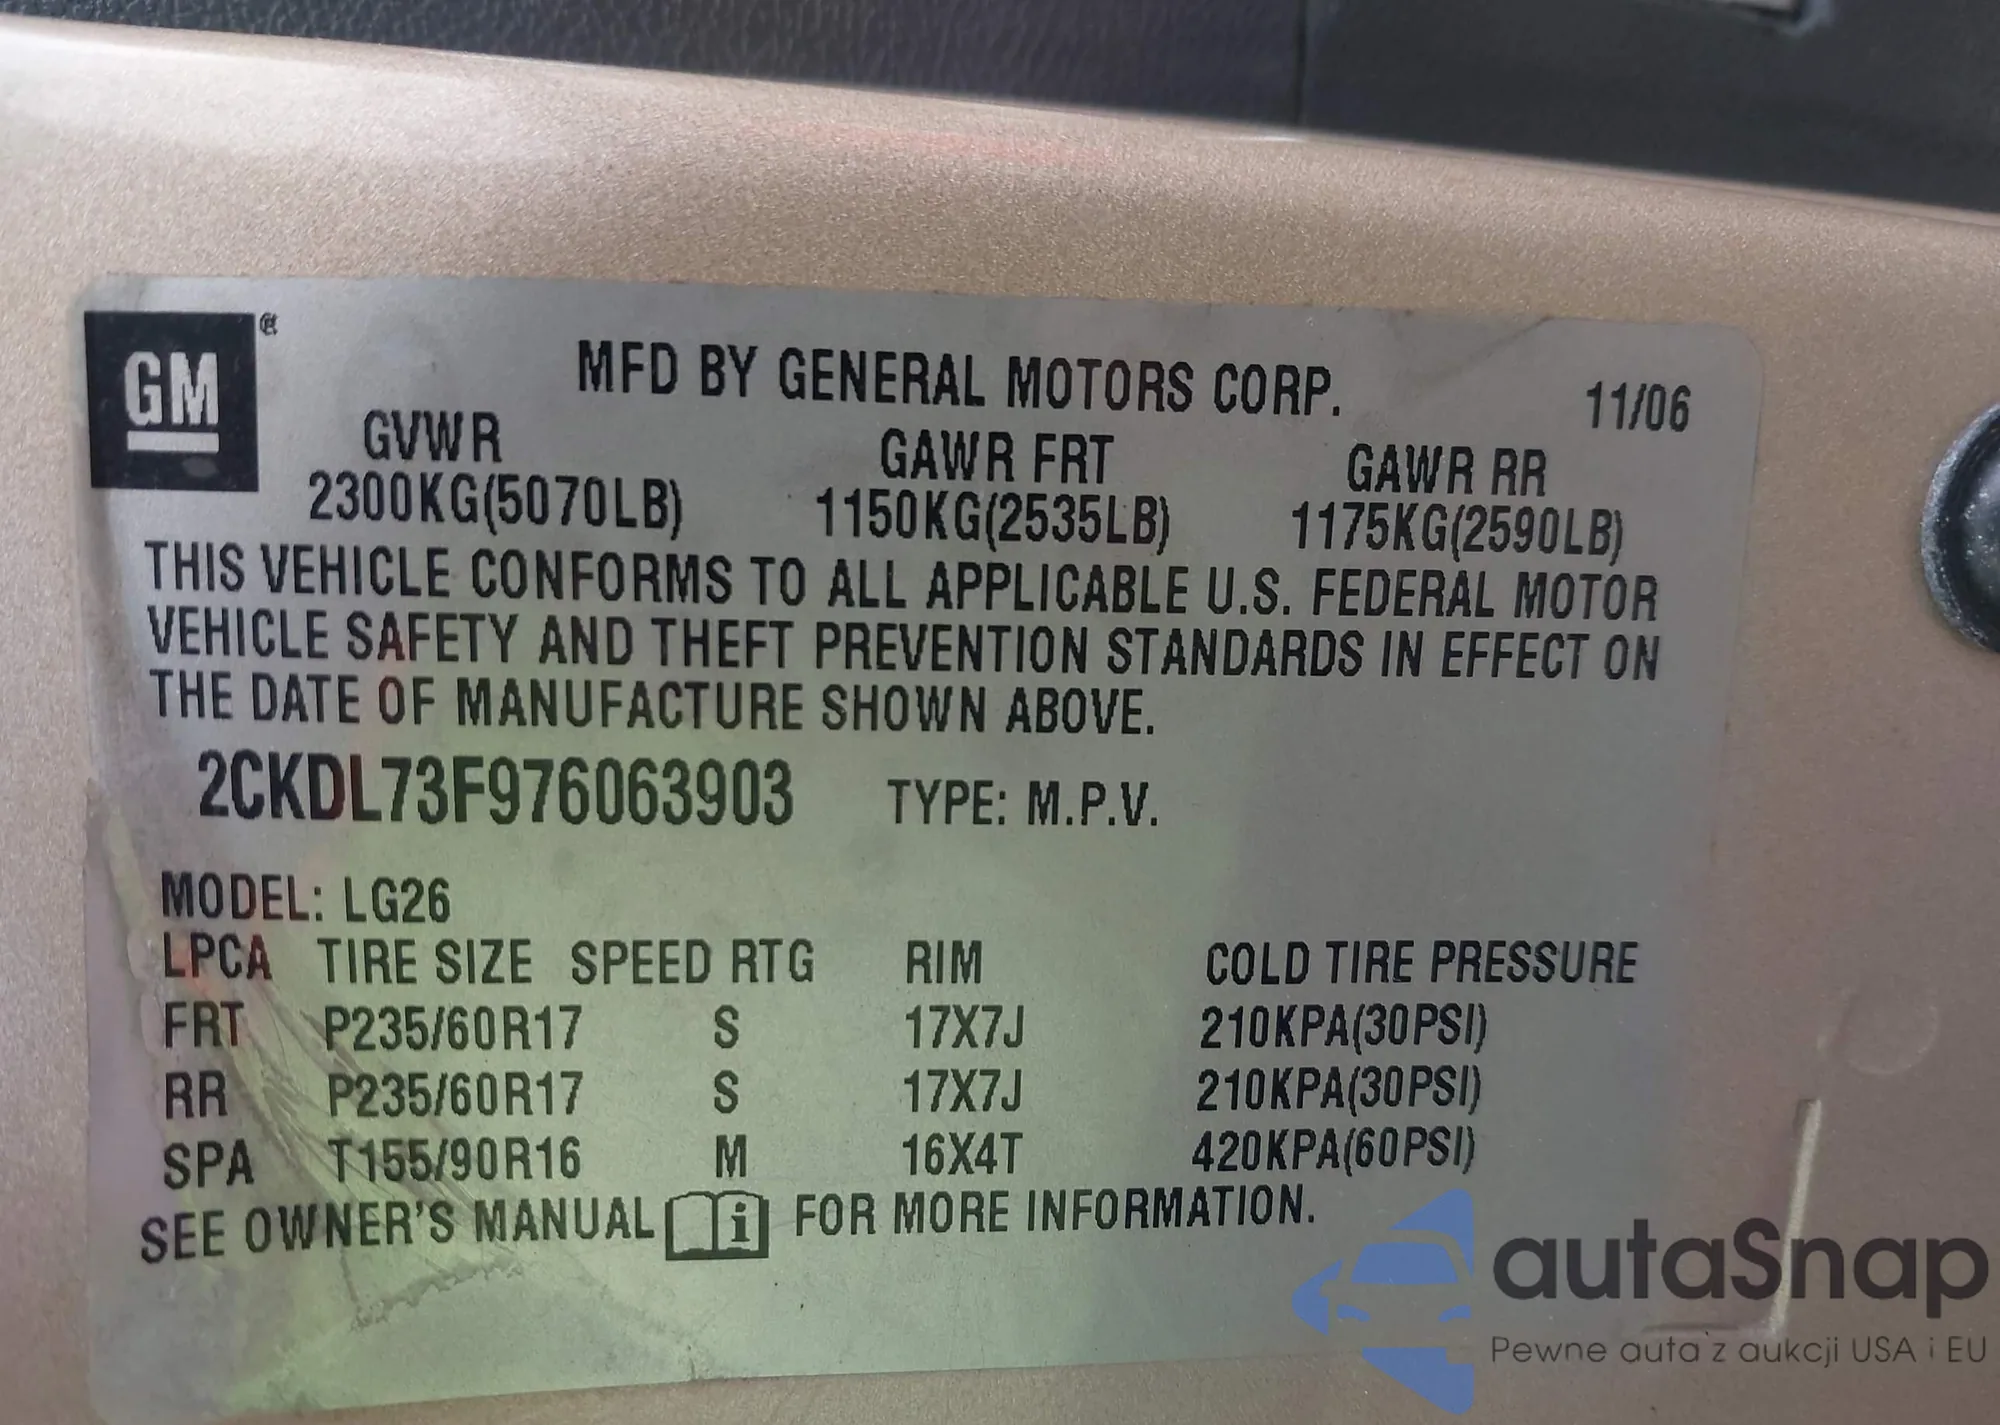 GM
MFD BY GENERAL MOTORS CORP. 11/06
GVWR GAWR FRT GAWR RR
2300KG(5070LB) 1150KG(2535LB) 1175KG(2590LB)
THIS VEHICLE CONFORMS TO ALL APPLICABLE U.S. FEDERAL MOTOR
VEHICLE SAFETY AND THEFT PREVENTION STANDARDS IN EFFECT ON
THE DATE OF MANUFACTURE SHOWN ABOVE.
2CKDL73F976063903 TYPE: M.P.V.
MODEL: LG26
LPCA TIRE SIZE SPEED RTG RIM COLD TIRE PRESSURE
FRT P235/60R17 S 17X7J 210KPA(30PSI)
RR P235/60R17 S 17X7J 210KPA(30PSI)
SPA T155/90R16 M 16X4T 420KPA(60PSI)
SEE OWNER'S MANUAL i FOR MORE INFORMATION.
autaSnap
Pewne auta z aukcji USA i EU